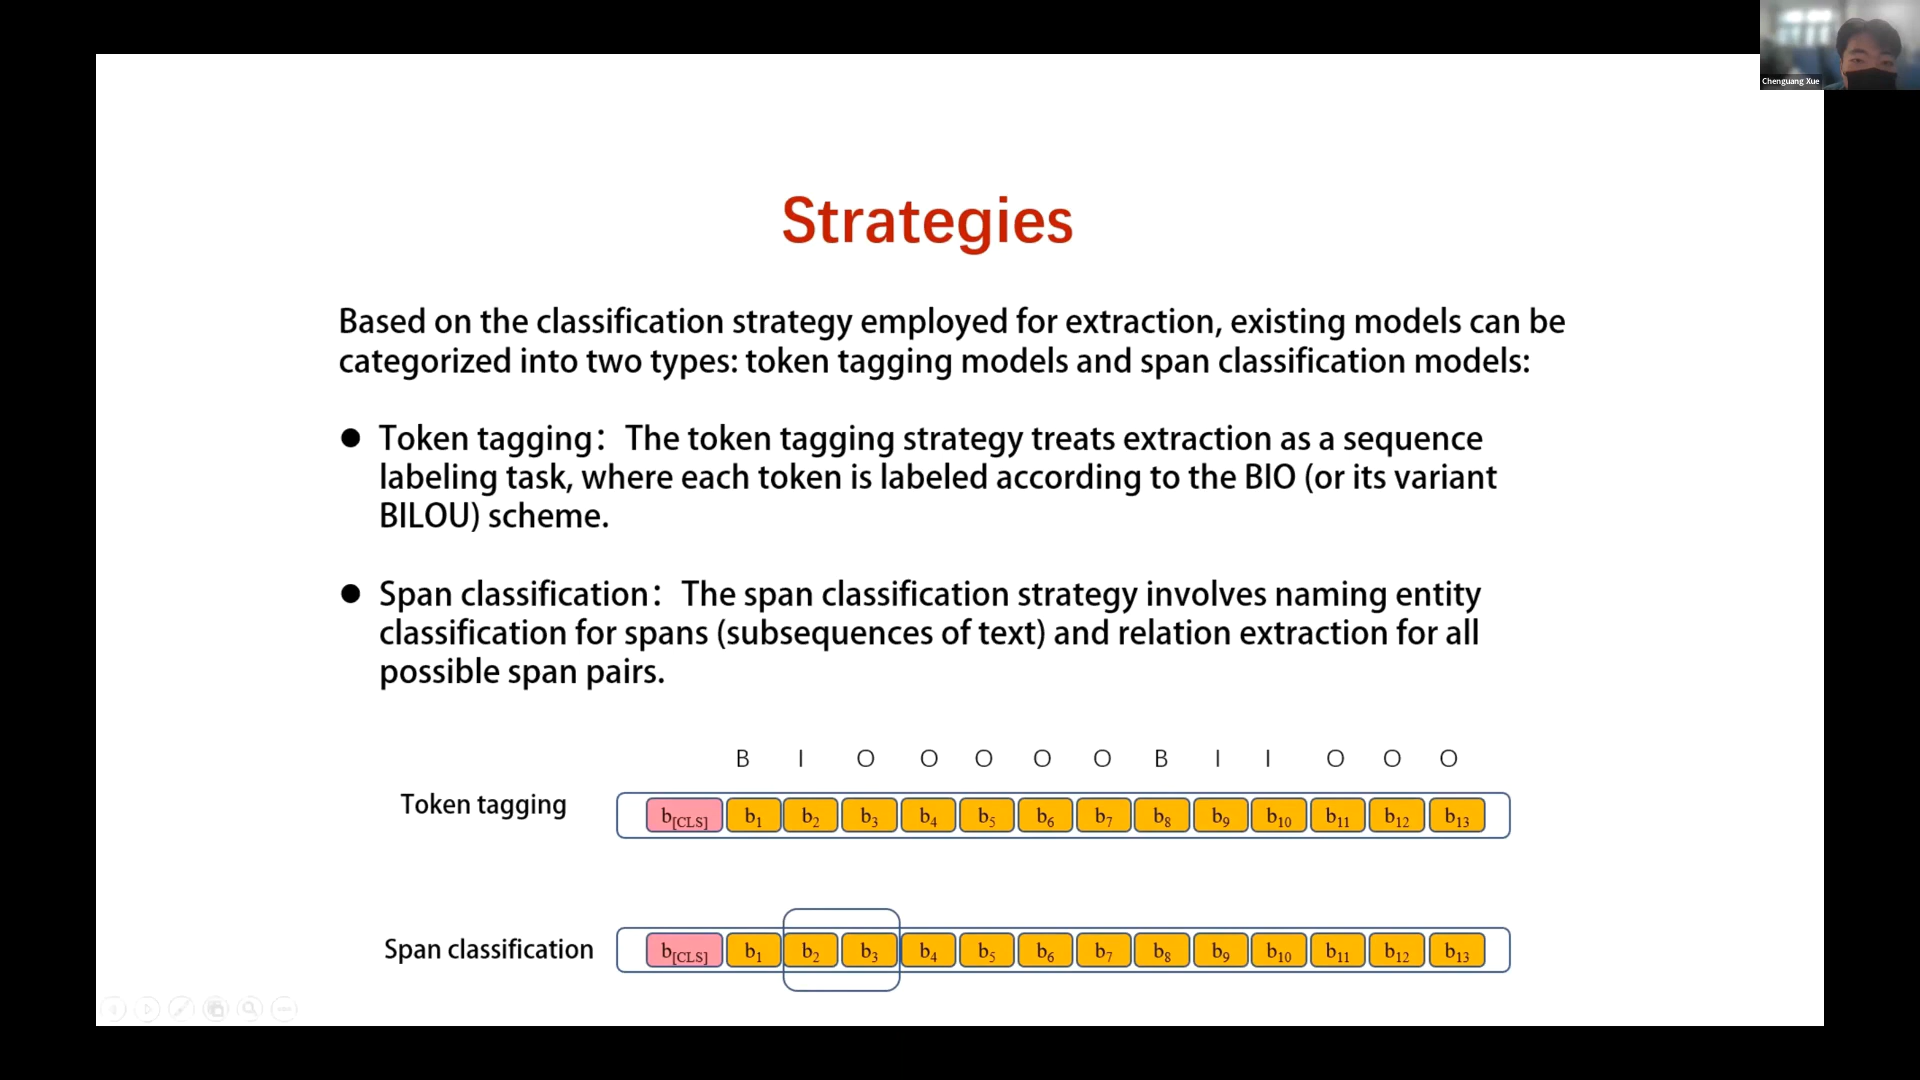 Chenguang Xue
Strategies
Based on the classification strategy employed for extraction, existing models can be
categorized into two types: token tagging models and span classification models:
● Token tagging： The token tagging strategy treats extraction as a sequence
labeling task, where each token is labeled according to the BIO (or its variant
BILOU) scheme.
● Span classification： The span classification strategy involves naming entity
classification for spans (subsequences of text) and relation extraction for all
possible span pairs.
B I O O O O O B I I O O O
Token tagging b[CLS] b1 b2 b3 b4 b5 b6 b7 b8 b9 b10 b11 b12 b13
Span classification b[CLS] b1 b2 b3 b4 b5 b6 b7 b8 b9 b10 b11 b12 b13